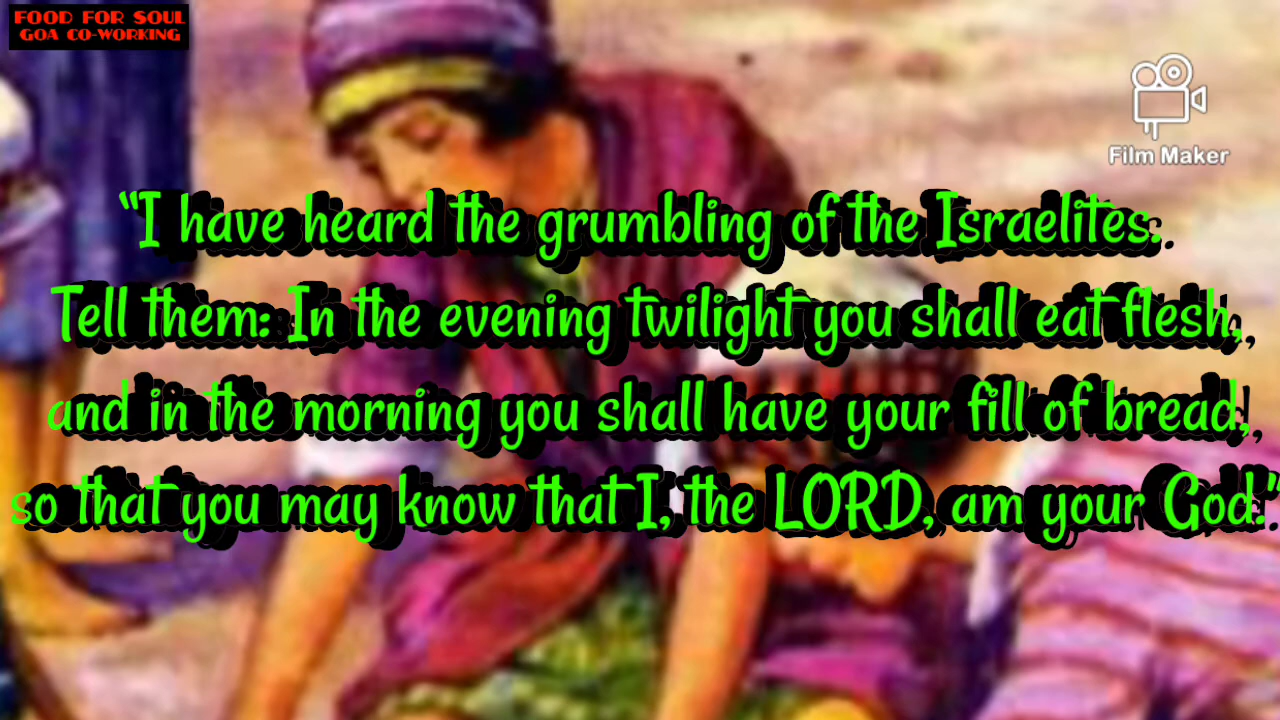 FOOD FOR SOUL
GOA CO-WORKING
Film Maker
"I have heard the grumbling of the Israelites.
Tell them: In the evening twilight you shall eat flesh,
and in the morning you shall have your fill of bread,
so that you may know that I, the LORD, am your God."